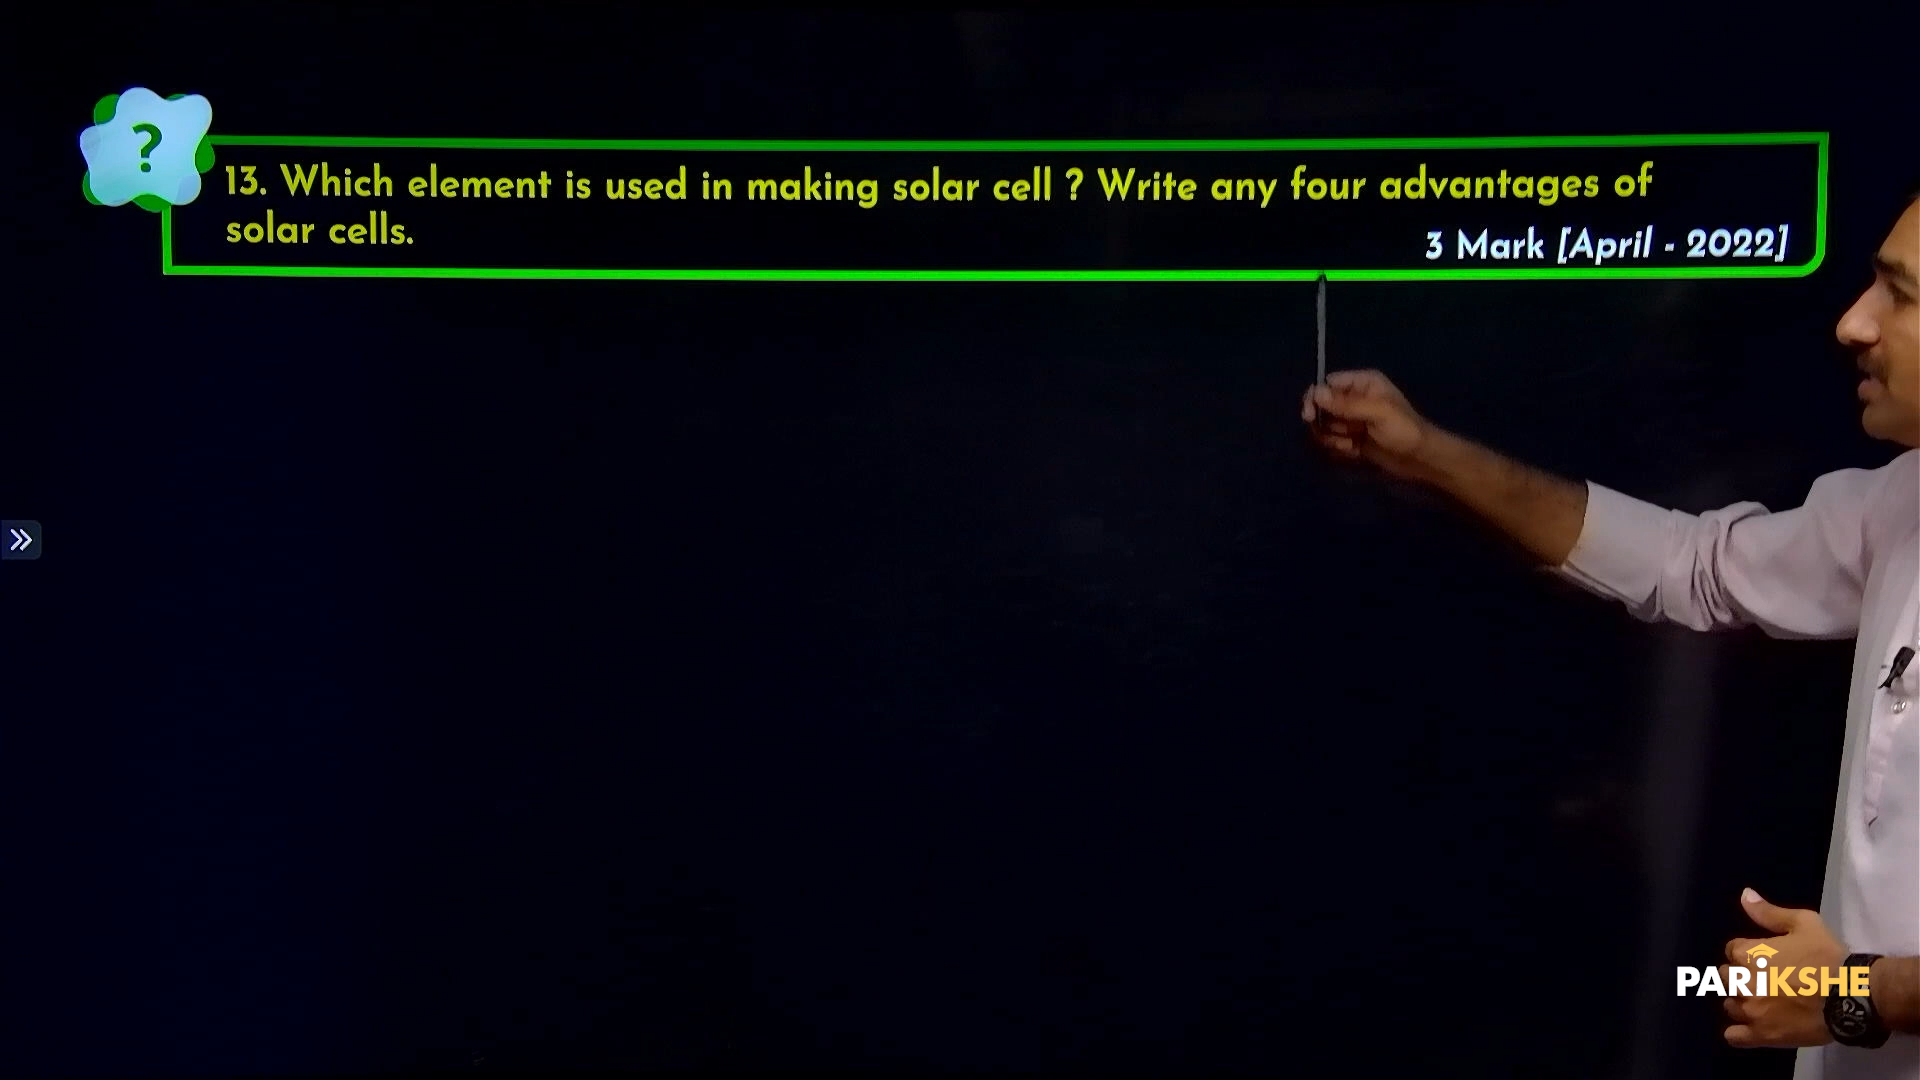 ?
13. Which element is used in making solar cell ? Write any four advantages of
solar cells.
3 Mark [April - 2022]
PARiKSHE